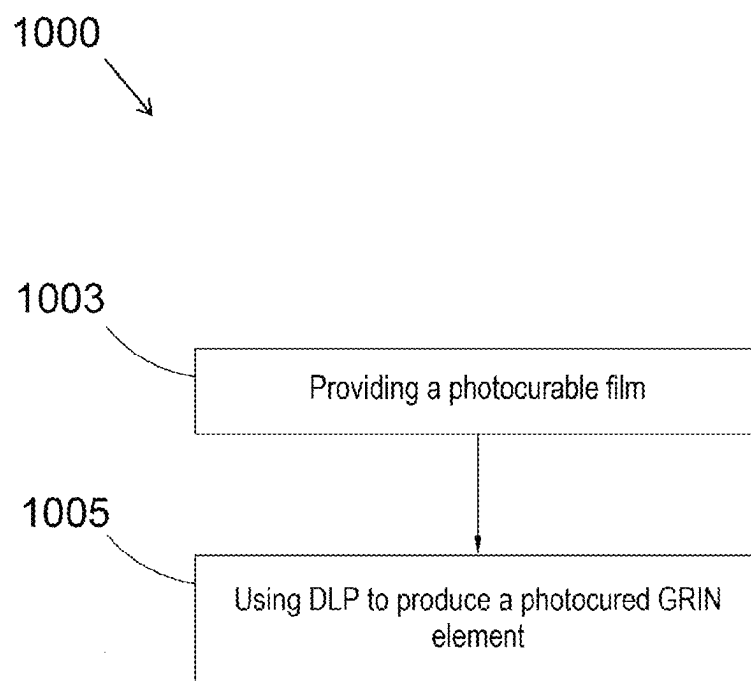 1000
1003
Providing a photocurable film
1005
Using DLP to produce a photocured GRIN
element